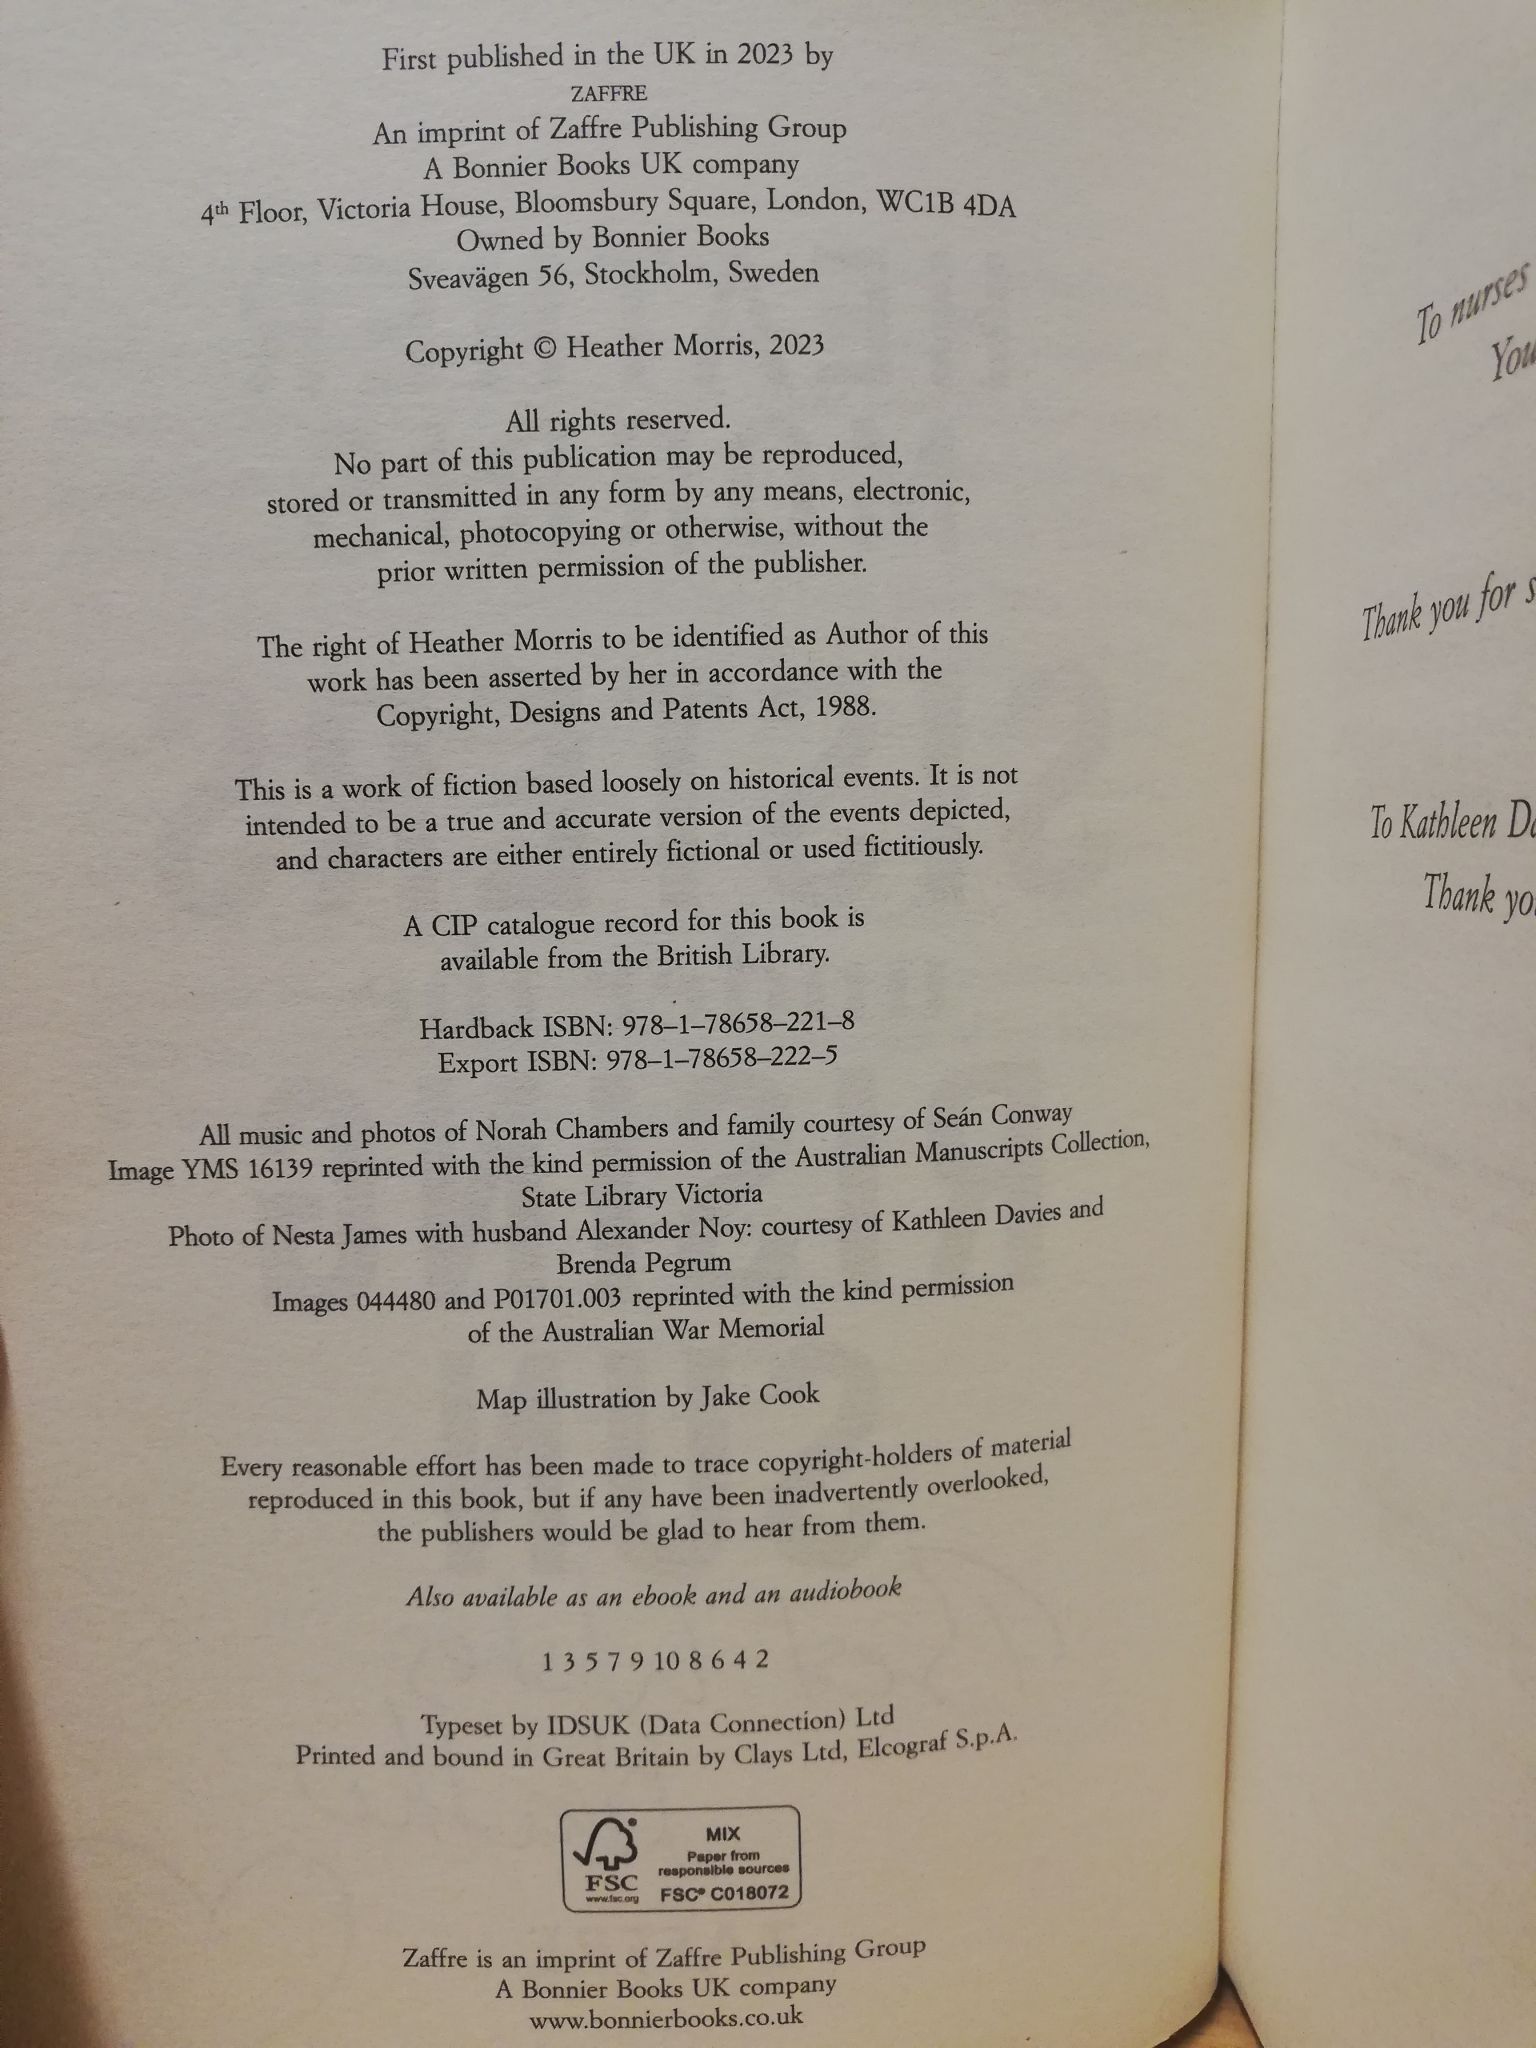 First published in the UK in 2023 by
ZAFFRE
An imprint of Zaffre Publishing Group
A Bonnier Books UK company
4th Floor, Victoria House, Bloomsbury Square, London, WC1B 4DA
Owned by Bonnier Books
Sveavägen 56, Stockholm, Sweden
Copyright © Heather Morris, 2023
All rights reserved.
No part of this publication may be reproduced,
stored or transmitted in any form by any means, electronic,
mechanical, photocopying or otherwise, without the
prior written permission of the publisher.
The right of Heather Morris to be identified as Author of this
work has been asserted by her in accordance with the
Copyright, Designs and Patents Act, 1988.
This is a work of fiction based loosely on historical events. It is not
intended to be a true and accurate version of the events depicted,
and characters are either entirely fictional or used fictitiously.
A CIP catalogue record for this book is
available from the British Library.
Hardback ISBN: 978–1–78658–221–8
Export ISBN: 978–1–78658–222–5
All music and photos of Norah Chambers and family courtesy of Seán Conway
Image YMS 16139 reprinted with the kind permission of the Australian Manuscripts Collection,
State Library Victoria
Photo of Nesta James with husband Alexander Noy: courtesy of Kathleen Davies and
Brenda Pegrum
Images 044480 and P01701.003 reprinted with the kind permission
of the Australian War Memorial
Map illustration by Jake Cook
Every reasonable effort has been made to trace copyright-holders of material
reproduced in this book, but if any have been inadvertently overlooked,
the publishers would be glad to hear from them.
Also available as an ebook and an audiobook
1 3 5 7 9 10 8 6 4 2
Typeset by IDSUK (Data Connection) Ltd
Printed and bound in Great Britain by Clays Ltd, Elcograf S.p.A.
FSC
www.fsc.org
MIX
Paper from
responsible sources
FSC® C018072
Zaffre is an imprint of Zaffre Publishing Group
A Bonnier Books UK company
www.bonnierbooks.co.uk
To nurses
You
Thank you for
To Kathleen
Thank